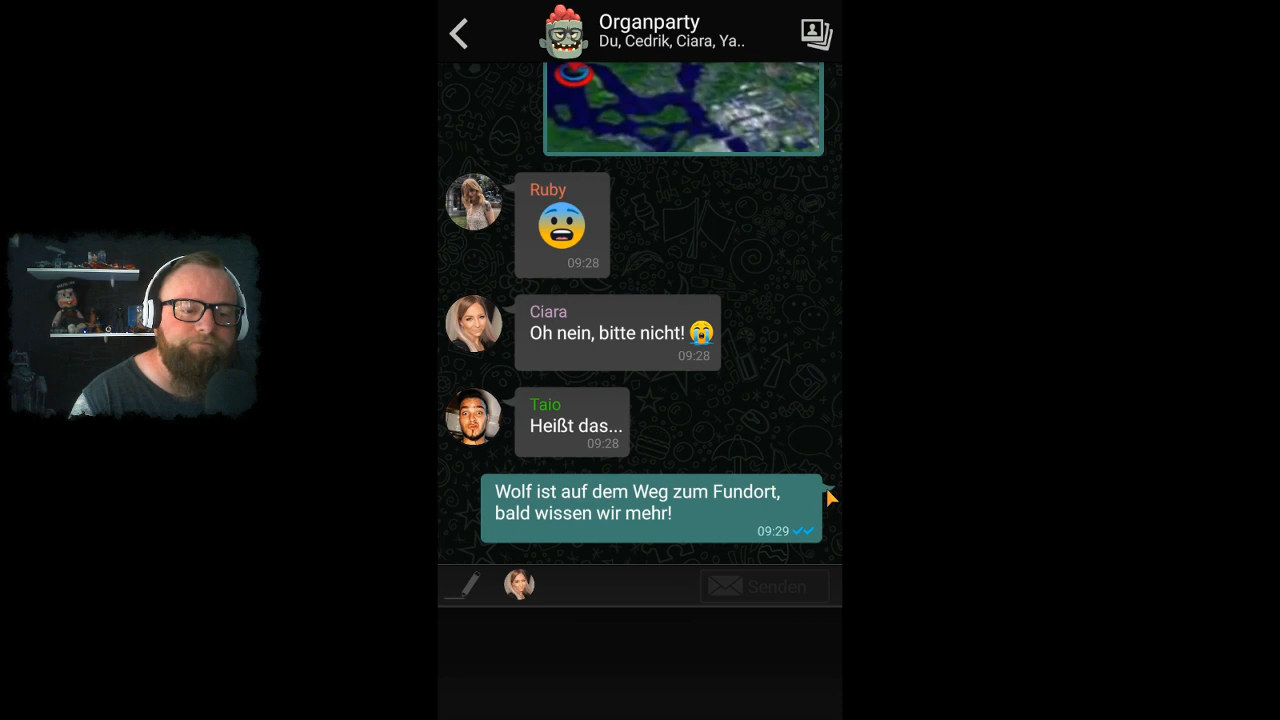 Organparty
Du, Cedrik, Ciara, Ya..
Ruby
09:28
Ciara
Oh nein, bitte nicht! 😭
09:28
Taio
Heißt das...
09:28
Wolf ist auf dem Weg zum Fundort,
bald wissen wir mehr!
09:29
Senden